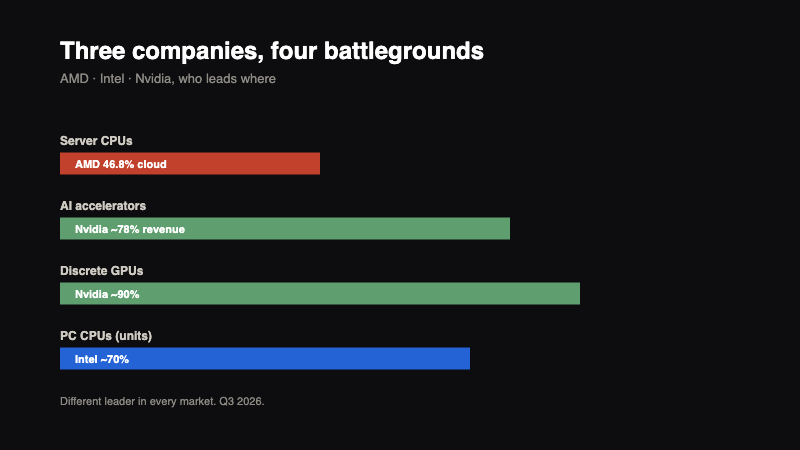 Three companies, four battlegrounds
AMD · Intel · Nvidia, who leads where
Server CPUs
AMD 46.8% cloud
AI accelerators
Nvidia ~78% revenue
Discrete GPUs
Nvidia ~90%
PC CPUs (units)
Intel ~70%
Different leader in every market. Q3 2026.